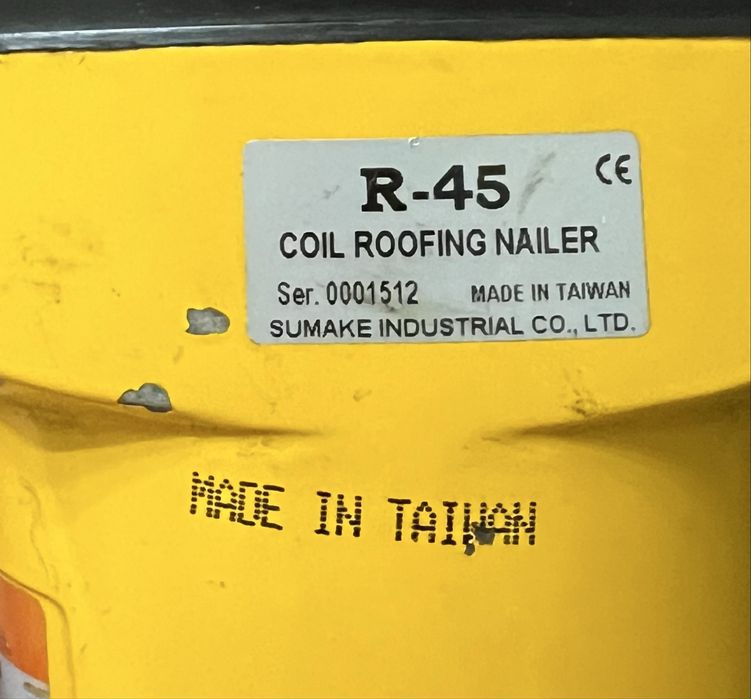 R-45 CE
COIL ROOFING NAILER
Ser. 0001512 MADE IN TAIWAN
SUMAKE INDUSTRIAL CO., LTD.
MADE IN TAIWAN